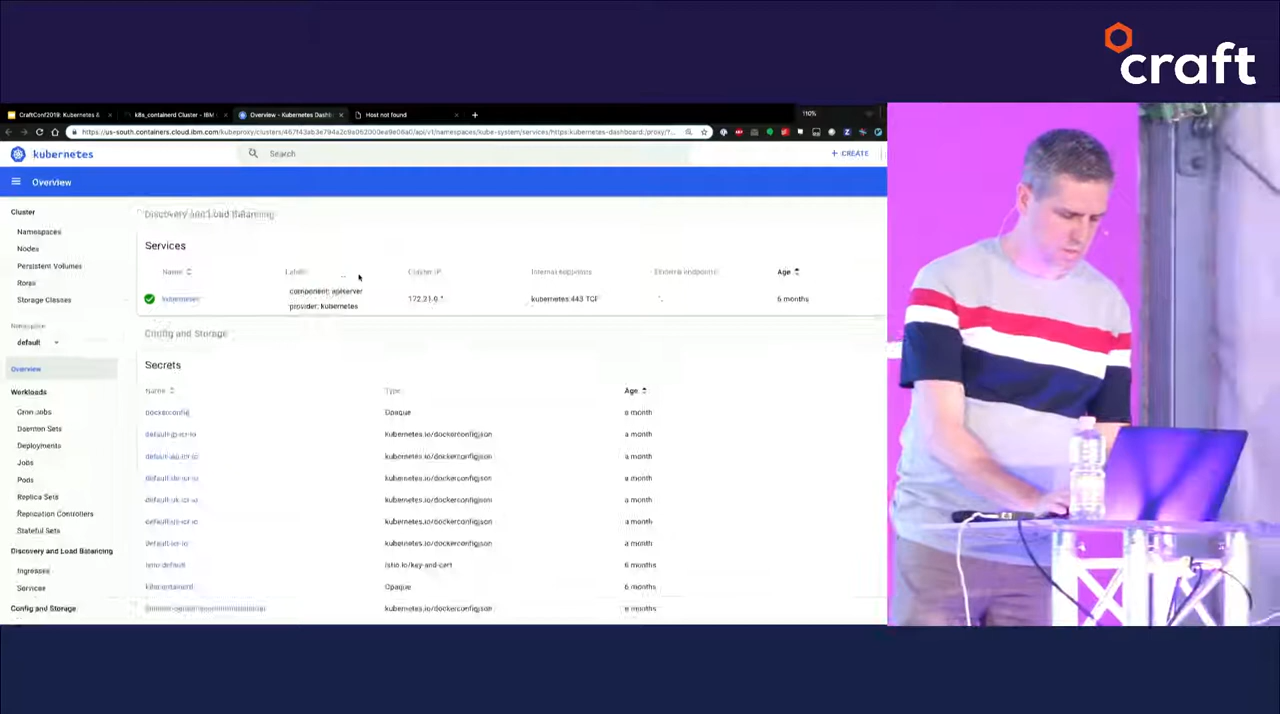 craft
CraftConf2019: Kubernetes &
k8s_containerd Cluster - IBM
Overview - Kubernetes Dashb
Host not found
110%
kubernetes
Search
+ CREATE
Overview
Cluster
Namespaces
Nodes
Persistent Volumes
Roles
Storage Classes
Namespace
default
Overview
Workloads
Cron Jobs
Daemon Sets
Deployments
Jobs
Pods
Replica Sets
Replication Controllers
Stateful Sets
Discovery and Load Balancing
Ingresses
Services
Config and Storage
Discovery and Load Balancing
Services
Name Labels Cluster IP Internal endpoints External endpoints Age
kubernetes component: apiserver provider: kubernetes 172.21.0.1 kubernetes:443 TCP - 6 months
Config and Storage
Secrets
Name Type Age
dockerconfig Opaque a month
kubernetes.io/dockerconfigjson a month
kubernetes.io/dockerconfigjson a month
kubernetes.io/dockerconfigjson a month
kubernetes.io/dockerconfigjson a month
kubernetes.io/dockerconfigjson a month
kubernetes.io/dockerconfigjson a month
istio.default istio.io/key-and-cert 6 months
Opaque 6 months
kubernetes.io/dockerconfigjson 6 months